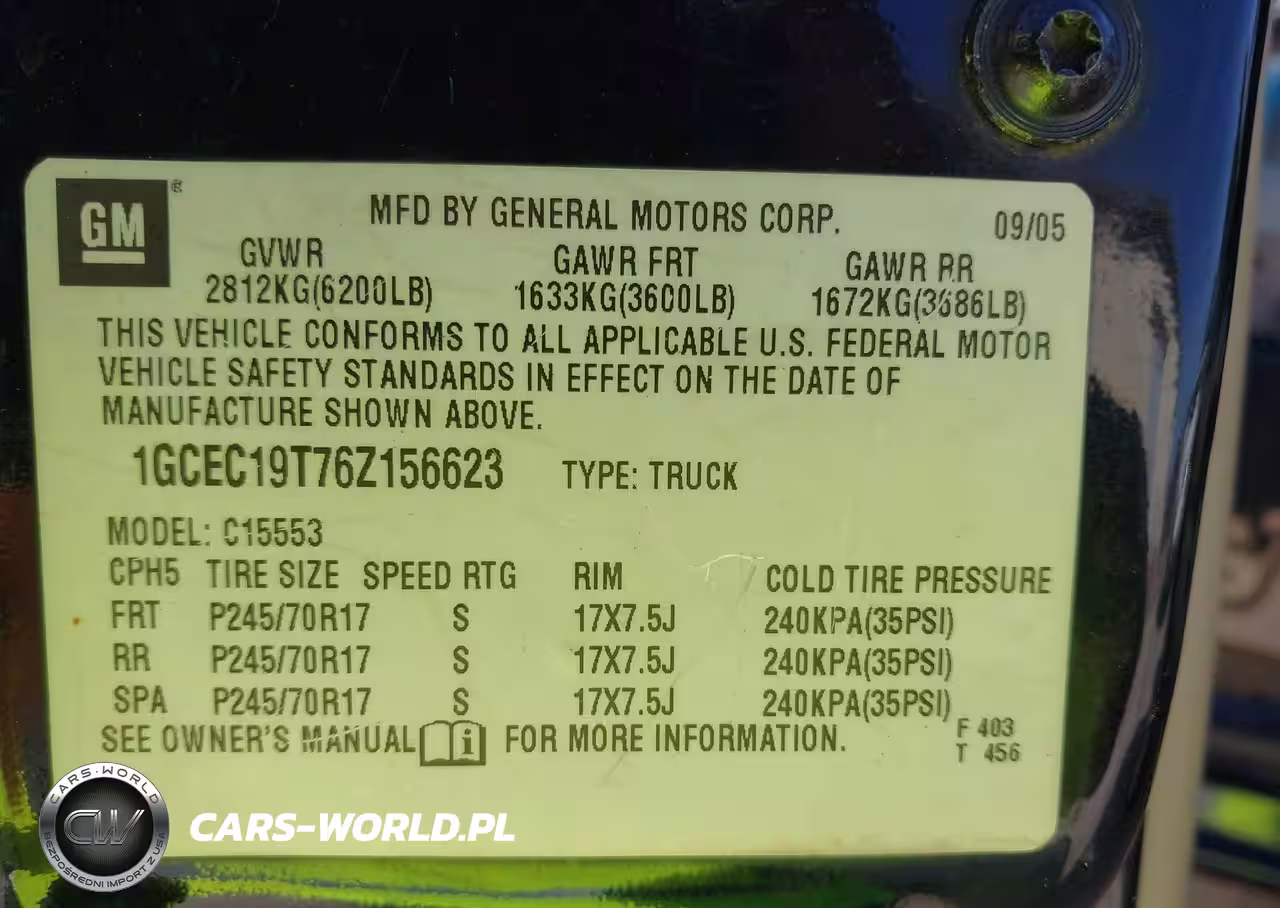 GM ®
MFD BY GENERAL MOTORS CORP. 09/05
GVWR GAWR FRT GAWR RR
2812KG(6200LB) 1633KG(3600LB) 1672KG(3686LB)
THIS VEHICLE CONFORMS TO ALL APPLICABLE U.S. FEDERAL MOTOR
VEHICLE SAFETY STANDARDS IN EFFECT ON THE DATE OF
MANUFACTURE SHOWN ABOVE.
1GCEC19T76Z156623 TYPE: TRUCK
MODEL: C15553
CPH5 TIRE SIZE SPEED RTG RIM COLD TIRE PRESSURE
FRT P245/70R17 S 17X7.5J 240KPA(35PSI)
RR P245/70R17 S 17X7.5J 240KPA(35PSI)
SPA P245/70R17 S 17X7.5J 240KPA(35PSI)
SEE OWNER'S MANUAL FOR MORE INFORMATION.
F 403
T 456
CARS-WORLD
CW
BEZPOŚREDNI IMPORT Z USA
CARS-WORLD.PL